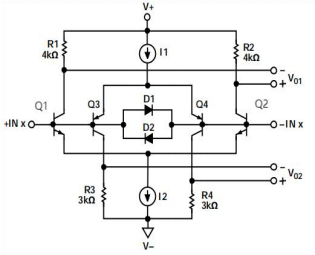 V+
R1
4kΩ
I1
R2
4kΩ
−
+
V01
Q1
Q3
D1
Q4
Q2
+IN x
D2
−IN x
−
+
V02
R3
3kΩ
I2
R4
3kΩ
V−